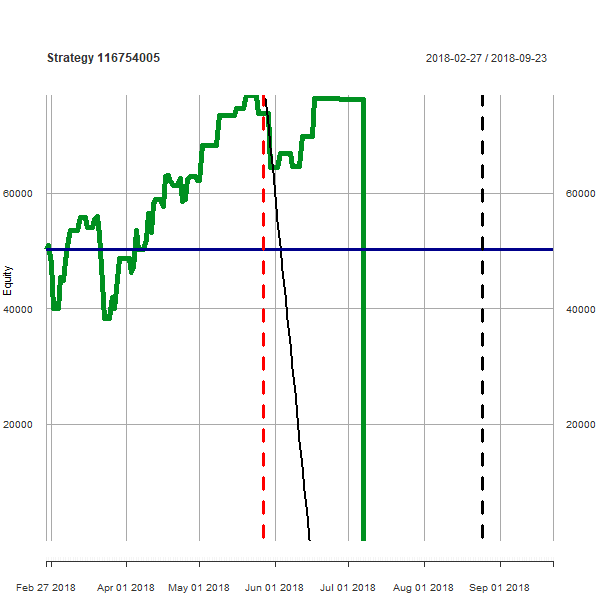 Strategy 116754005
2018-02-27 / 2018-09-23
60000
60000
40000
40000
20000
20000
Equity
Feb 27 2018
Apr 01 2018
May 01 2018
Jun 01 2018
Jul 01 2018
Aug 01 2018
Sep 01 2018